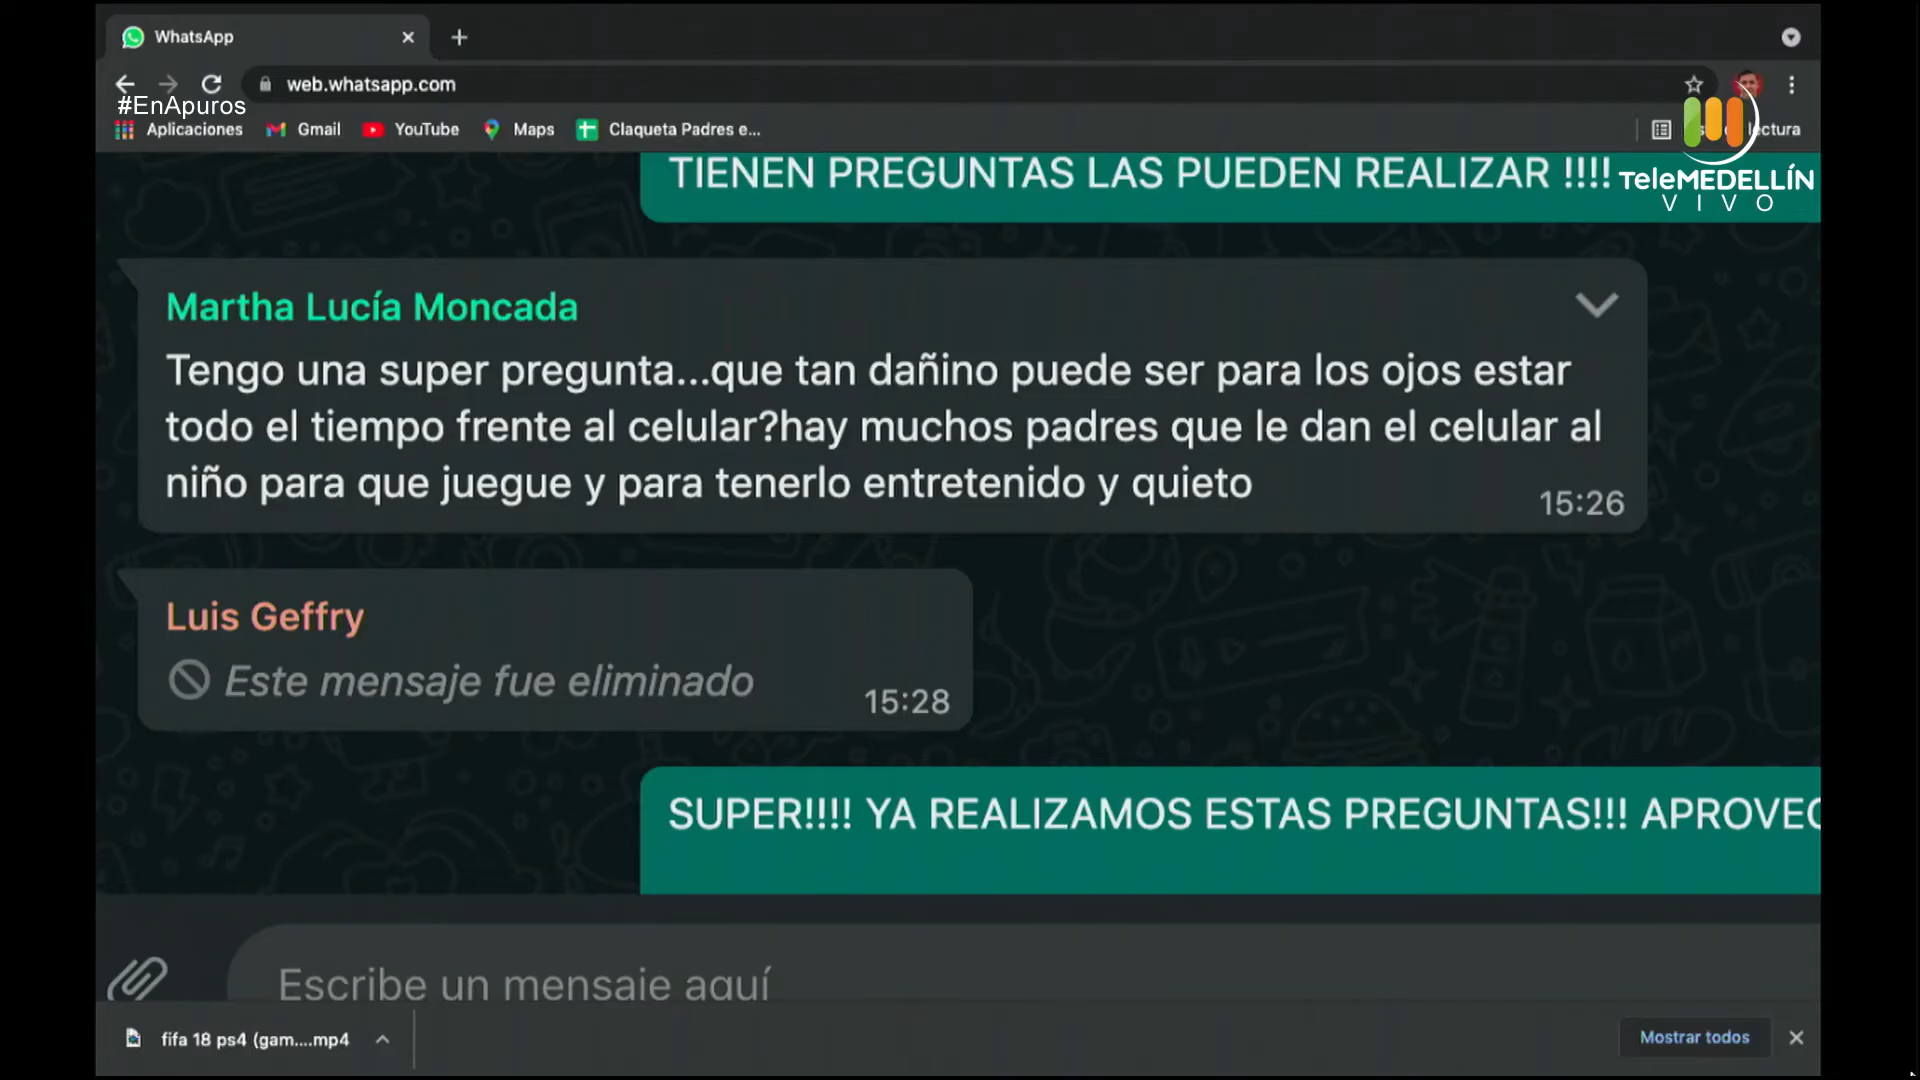 WhatsApp
web.whatsapp.com
#EnApuros
Aplicaciones Gmail YouTube Maps Claqueta Padres e... ctura
TeleMEDELLÍN
VIVO
TIENEN PREGUNTAS LAS PUEDEN REALIZAR !!!!
Martha Lucía Moncada
Tengo una super pregunta...que tan dañino puede ser para los ojos estar
todo el tiempo frente al celular?hay muchos padres que le dan el celular al
niño para que juegue y para tenerlo entretenido y quieto
15:26
Luis Geffry
Este mensaje fue eliminado
15:28
SUPER!!!! YA REALIZAMOS ESTAS PREGUNTAS!!! APROVEC
Escribe un mensaje aquí
fifa 18 ps4 (gam....mp4
Mostrar todos